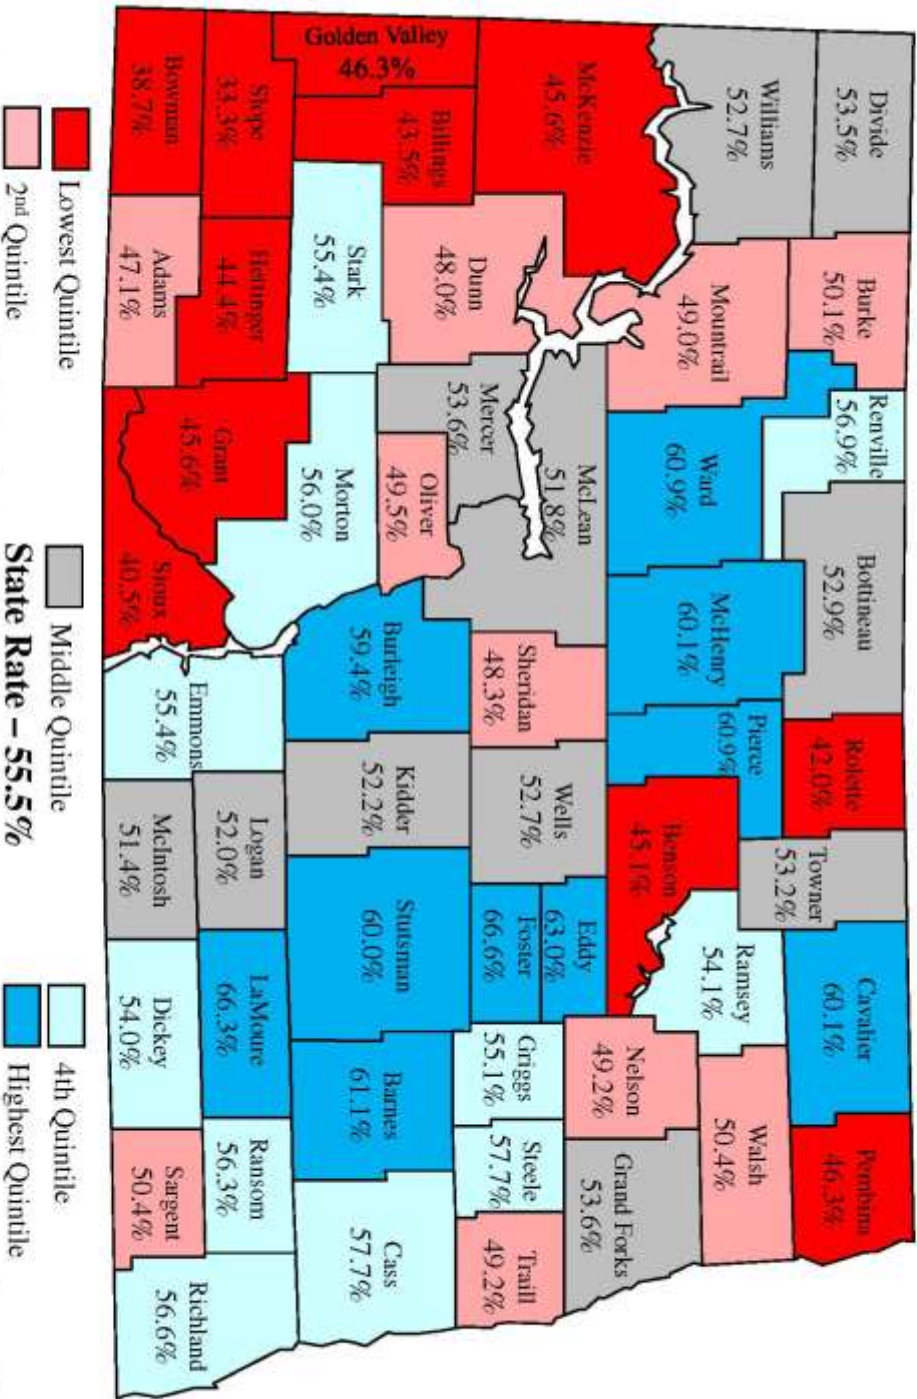 Divide
53.5%
Burke
50.1%
Renville
56.9%
Bottineau
52.9%
Rolette
42.0%
Towner
53.2%
Cavalier
60.1%
Pembina
46.3%
Williams
52.7%
Mountrail
49.0%
Ward
60.9%
McHenry
60.1%
Pierce
60.9%
Benson
45.1%
Ramsey
54.1%
Walsh
50.4%
McKenzie
45.6%
McLean
51.8%
Sheridan
48.3%
Wells
52.7%
Eddy
63.0%
Foster
66.6%
Nelson
49.2%
Grand Forks
53.6%
Golden Valley
46.3%
Billings
43.5%
Dunn
48.0%
Mercer
53.6%
Oliver
49.5%
Griggs
55.1%
Steele
57.7%
Traill
49.2%
Stark
55.4%
Morton
56.0%
Burleigh
59.4%
Kidder
52.2%
Stutsman
60.0%
Barnes
61.1%
Cass
57.7%
Slope
33.3%
Hettinger
44.4%
Grant
45.6%
Emmons
55.4%
Logan
52.0%
LaMoure
66.3%
Ransom
56.3%
Richland
56.6%
Bowman
38.7%
Adams
47.1%
Sioux
40.5%
McIntosh
51.4%
Dickey
54.0%
Sargent
50.4%
Lowest Quintile
Middle Quintile
4th Quintile
2nd Quintile
State Rate – 55.5%
Highest Quintile